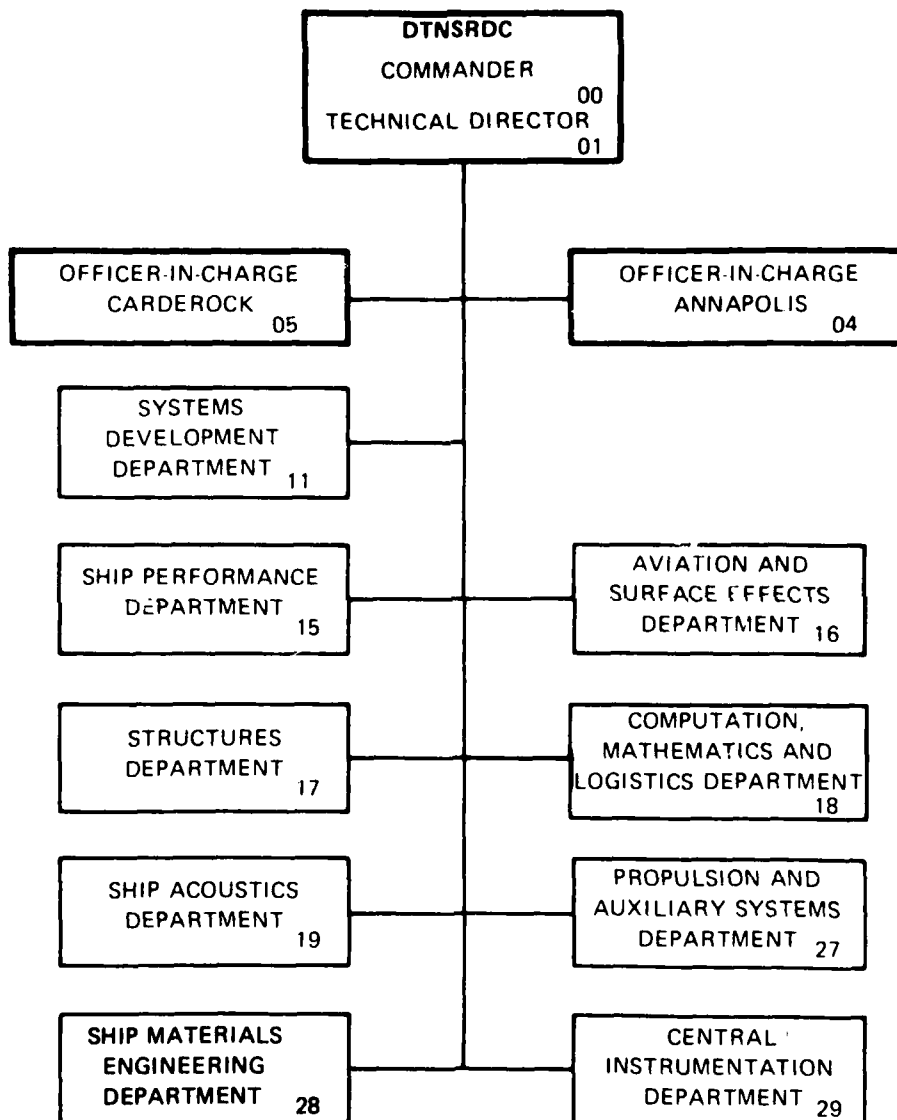 DTNSRDC
COMMANDER
00
TECHNICAL DIRECTOR
01
OFFICER-IN-CHARGE
CARDEROCK
05
OFFICER-IN-CHARGE
ANNAPOLIS
04
SYSTEMS
DEVELOPMENT
DEPARTMENT
11
SHIP PERFORMANCE
DEPARTMENT
15
AVIATION AND
SURFACE EFFECTS
DEPARTMENT
16
STRUCTURES
DEPARTMENT
17
COMPUTATION,
MATHEMATICS AND
LOGISTICS DEPARTMENT
18
SHIP ACOUSTICS
DEPARTMENT
19
PROPULSION AND
AUXILIARY SYSTEMS
DEPARTMENT
27
SHIP MATERIALS
ENGINEERING
DEPARTMENT
28
CENTRAL
INSTRUMENTATION
DEPARTMENT
29